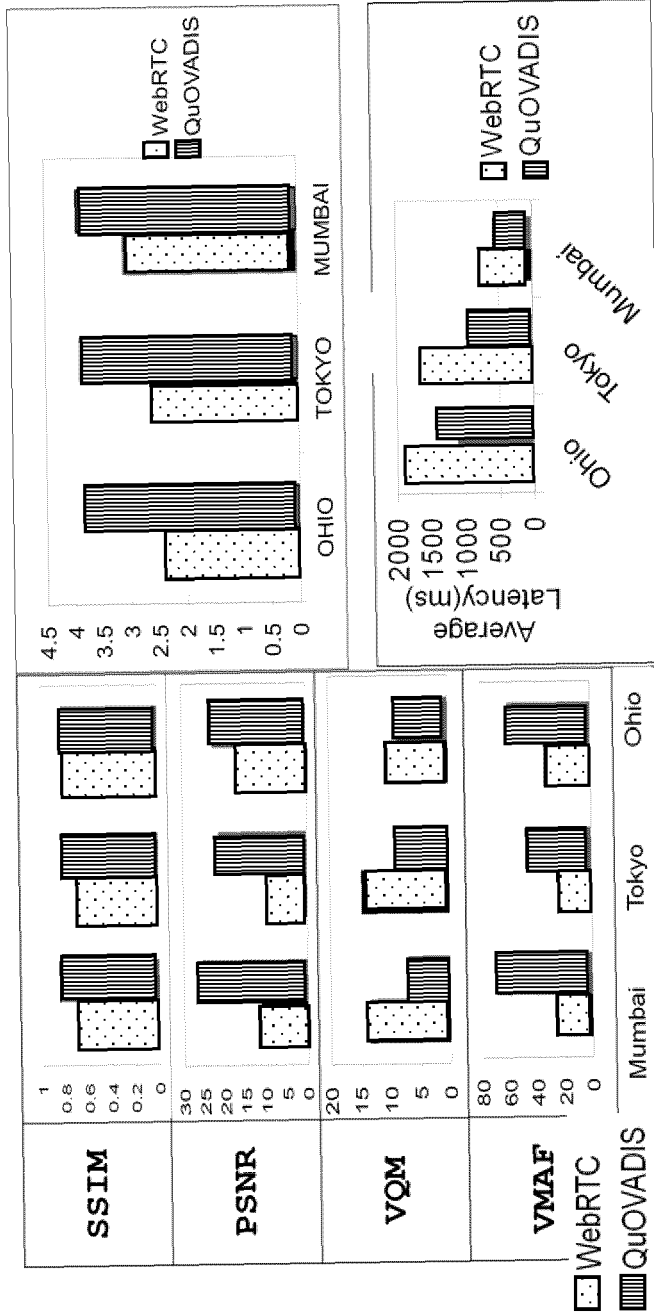 SSIM
1
0.8
0.6
0.4
0.2
0
PSNR
30
25
20
15
10
5
0
VQM
20
15
10
5
0
VMAF
80
60
40
20
0
Mumbai Tokyo Ohio
WebRTC
QuOVADIS
4.5
4
3.5
3
2.5
2
1.5
1
0.5
0
OHIO TOKYO MUMBAI
WebRTC
QuOVADIS
Average
Latency(ms)
2000
1500
1000
500
0
Ohio Tokyo Mumbai
WebRTC
QuOVADIS